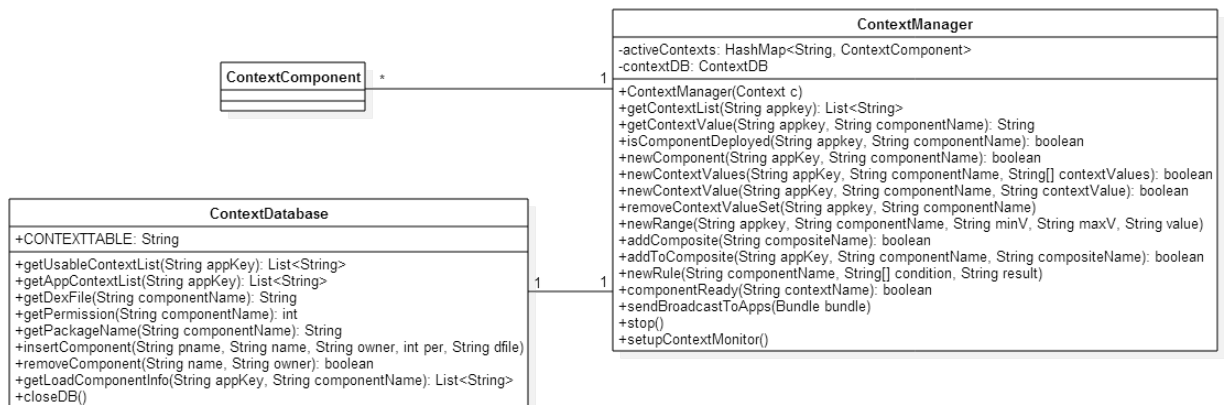 ContextManager
-activeContexts: HashMap<String, ContextComponent>
-contextDB: ContextDB
+ContextManager(Context c)
+getContextList(String appkey): List<String>
+getContextValue(String appkey, String componentName): String
+isComponentDeployed(String appkey, String componentName): boolean
+newComponent(String appKey, String componentName): boolean
+newContextValues(String appKey, String componentName, String[] contextValues): boolean
+newContextValue(String appKey, String componentName, String contextValue): boolean
+removeContextValueSet(String appkey, String componentName)
+newRange(String appkey, String componentName, String minV, String maxV, String value)
+addComposite(String compositeName): boolean
+addToComposite(String appKey, String componentName, String compositeName): boolean
+newRule(String componentName, String[] condition, String result)
+componentReady(String contextName): boolean
+sendBroadcastToApps(Bundle bundle)
+stop()
+setupContextMonitor()
ContextComponent
*
1
ContextDatabase
+CONTEXTTABLE: String
+getUsableContextList(String appKey): List<String>
+getAppContextList(String appKey): List<String>
+getDexFile(String componentName): String
+getPermission(String componentName): int
+getPackageName(String componentName): String
+insertComponent(String pname, String name, String owner, int per, String dfile)
+removeComponent(String name, String owner): boolean
+getLoadComponentInfo(String appKey, String componentName): List<String>
+closeDB()
1
1